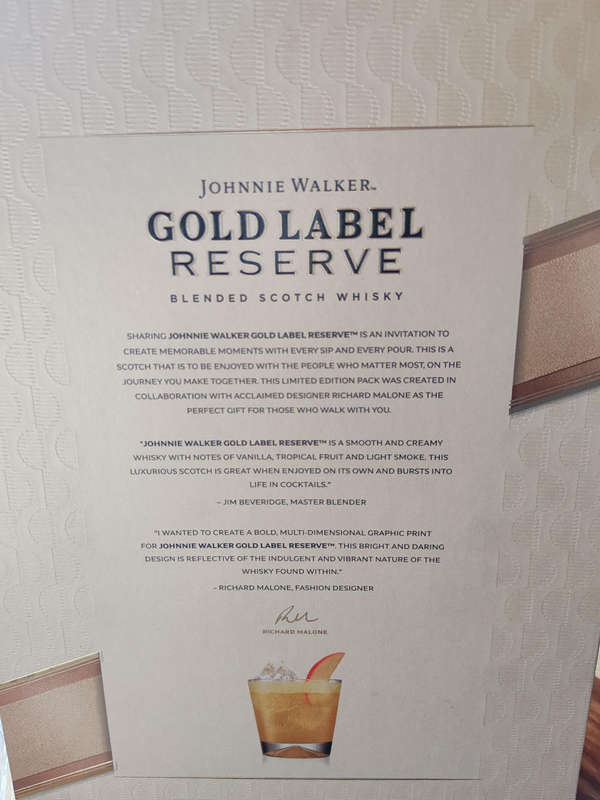 JOHNNIE WALKER™
GOLD LABEL
RESERVE
BLENDED SCOTCH WHISKY
SHARING JOHNNIE WALKER GOLD LABEL RESERVE™ IS AN INVITATION TO
CREATE MEMORABLE MOMENTS WITH EVERY SIP AND EVERY POUR. THIS IS A
SCOTCH THAT IS TO BE ENJOYED WITH THE PEOPLE WHO MATTER MOST, ON THE
JOURNEY YOU MAKE TOGETHER. THIS LIMITED EDITION PACK WAS CREATED IN
COLLABORATION WITH ACCLAIMED DESIGNER RICHARD MALONE AS THE
PERFECT GIFT FOR THOSE WHO WALK WITH YOU.
"JOHNNIE WALKER GOLD LABEL RESERVE™ IS A SMOOTH AND CREAMY
WHISKY WITH NOTES OF VANILLA, TROPICAL FRUIT AND LIGHT SMOKE. THIS
LUXURIOUS SCOTCH IS GREAT WHEN ENJOYED ON ITS OWN AND BURSTS INTO
LIFE IN COCKTAILS."
– JIM BEVERIDGE, MASTER BLENDER
"I WANTED TO CREATE A BOLD, MULTI-DIMENSIONAL GRAPHIC PRINT
FOR JOHNNIE WALKER GOLD LABEL RESERVE™. THIS BRIGHT AND DARING
DESIGN IS REFLECTIVE OF THE INDULGENT AND VIBRANT NATURE OF THE
WHISKY FOUND WITHIN."
– RICHARD MALONE, FASHION DESIGNER
RICHARD MALONE